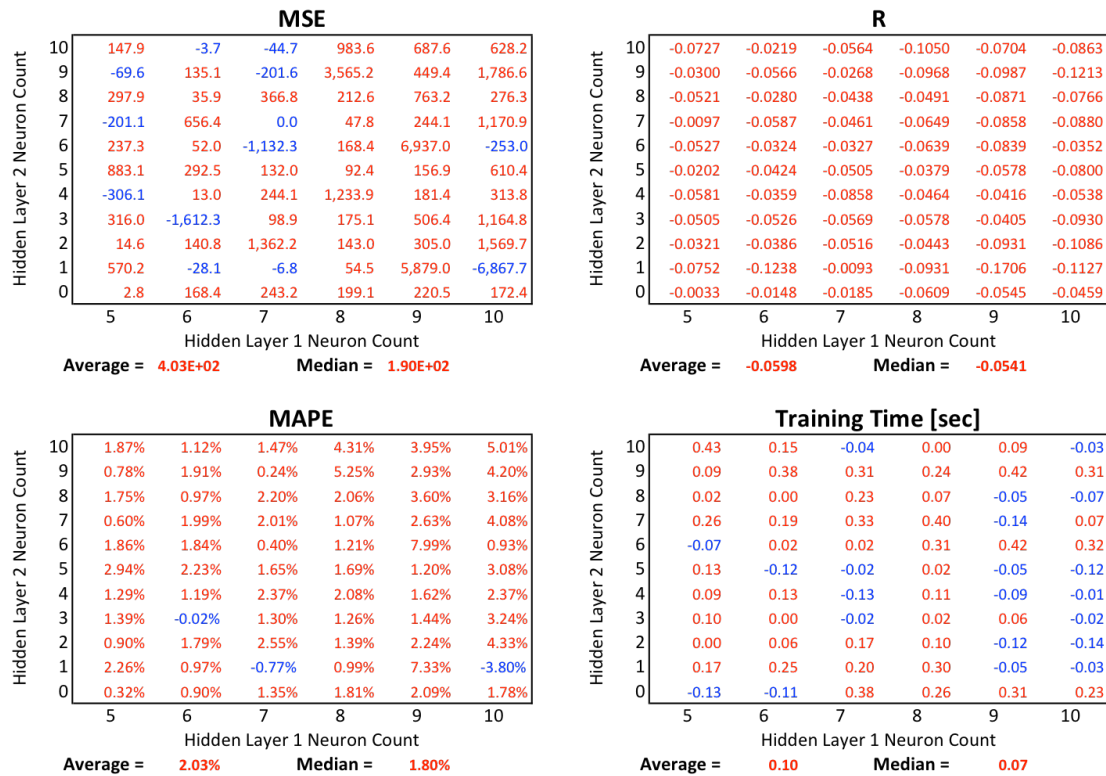 MSE
Hidden Layer 2 Neuron Count
10 147.9 -3.7 -44.7 983.6 687.6 628.2
9 -69.6 135.1 -201.6 3,565.2 449.4 1,786.6
8 297.9 35.9 366.8 212.6 763.2 276.3
7 -201.1 656.4 0.0 47.8 244.1 1,170.9
6 237.3 52.0 -1,132.3 168.4 6,937.0 -253.0
5 883.1 292.5 132.0 92.4 156.9 610.4
4 -306.1 13.0 244.1 1,233.9 181.4 313.8
3 316.0 -1,612.3 98.9 175.1 506.4 1,164.8
2 14.6 140.8 1,362.2 143.0 305.0 1,569.7
1 570.2 -28.1 -6.8 54.5 5,879.0 -6,867.7
0 2.8 168.4 243.2 199.1 220.5 172.4
5 6 7 8 9 10
Hidden Layer 1 Neuron Count
Average = 4.03E+02 Median = 1.90E+02
R
Hidden Layer 2 Neuron Count
10 -0.0727 -0.0219 -0.0564 -0.1050 -0.0704 -0.0863
9 -0.0300 -0.0566 -0.0268 -0.0968 -0.0987 -0.1213
8 -0.0521 -0.0280 -0.0438 -0.0491 -0.0871 -0.0766
7 -0.0097 -0.0587 -0.0461 -0.0649 -0.0858 -0.0880
6 -0.0527 -0.0324 -0.0327 -0.0639 -0.0839 -0.0352
5 -0.0202 -0.0424 -0.0505 -0.0379 -0.0578 -0.0800
4 -0.0581 -0.0359 -0.0858 -0.0464 -0.0416 -0.0538
3 -0.0505 -0.0526 -0.0569 -0.0578 -0.0405 -0.0930
2 -0.0321 -0.0386 -0.0516 -0.0443 -0.0931 -0.1086
1 -0.0752 -0.1238 -0.0093 -0.0931 -0.1706 -0.1127
0 -0.0033 -0.0148 -0.0185 -0.0609 -0.0545 -0.0459
5 6 7 8 9 10
Hidden Layer 1 Neuron Count
Average = -0.0598 Median = -0.0541
MAPE
Hidden Layer 2 Neuron Count
10 1.87% 1.12% 1.47% 4.31% 3.95% 5.01%
9 0.78% 1.91% 0.24% 5.25% 2.93% 4.20%
8 1.75% 0.97% 2.20% 2.06% 3.60% 3.16%
7 0.60% 1.99% 2.01% 1.07% 2.63% 4.08%
6 1.86% 1.84% 0.40% 1.21% 7.99% 0.93%
5 2.94% 2.23% 1.65% 1.69% 1.20% 3.08%
4 1.29% 1.19% 2.37% 2.08% 1.62% 2.37%
3 1.39% -0.02% 1.30% 1.26% 1.44% 3.24%
2 0.90% 1.79% 2.55% 1.39% 2.24% 4.33%
1 2.26% 0.97% -0.77% 0.99% 7.33% -3.80%
0 0.32% 0.90% 1.35% 1.81% 2.09% 1.78%
5 6 7 8 9 10
Hidden Layer 1 Neuron Count
Average = 2.03% Median = 1.80%
Training Time [sec]
Hidden Layer 2 Neuron Count
10 0.43 0.15 -0.04 0.00 0.09 -0.03
9 0.09 0.38 0.31 0.24 0.42 0.31
8 0.02 0.00 0.23 0.07 -0.05 -0.07
7 0.26 0.19 0.33 0.40 -0.14 0.07
6 -0.07 0.02 0.02 0.31 0.42 0.32
5 0.13 -0.12 -0.02 0.02 -0.05 -0.12
4 0.09 0.13 -0.13 0.11 -0.09 -0.01
3 0.10 0.00 -0.02 0.02 0.06 -0.02
2 0.00 0.06 0.17 0.10 -0.12 -0.14
1 0.17 0.25 0.20 0.30 -0.05 -0.03
0 -0.13 -0.11 0.38 0.26 0.31 0.23
5 6 7 8 9 10
Hidden Layer 1 Neuron Count
Average = 0.10 Median = 0.07